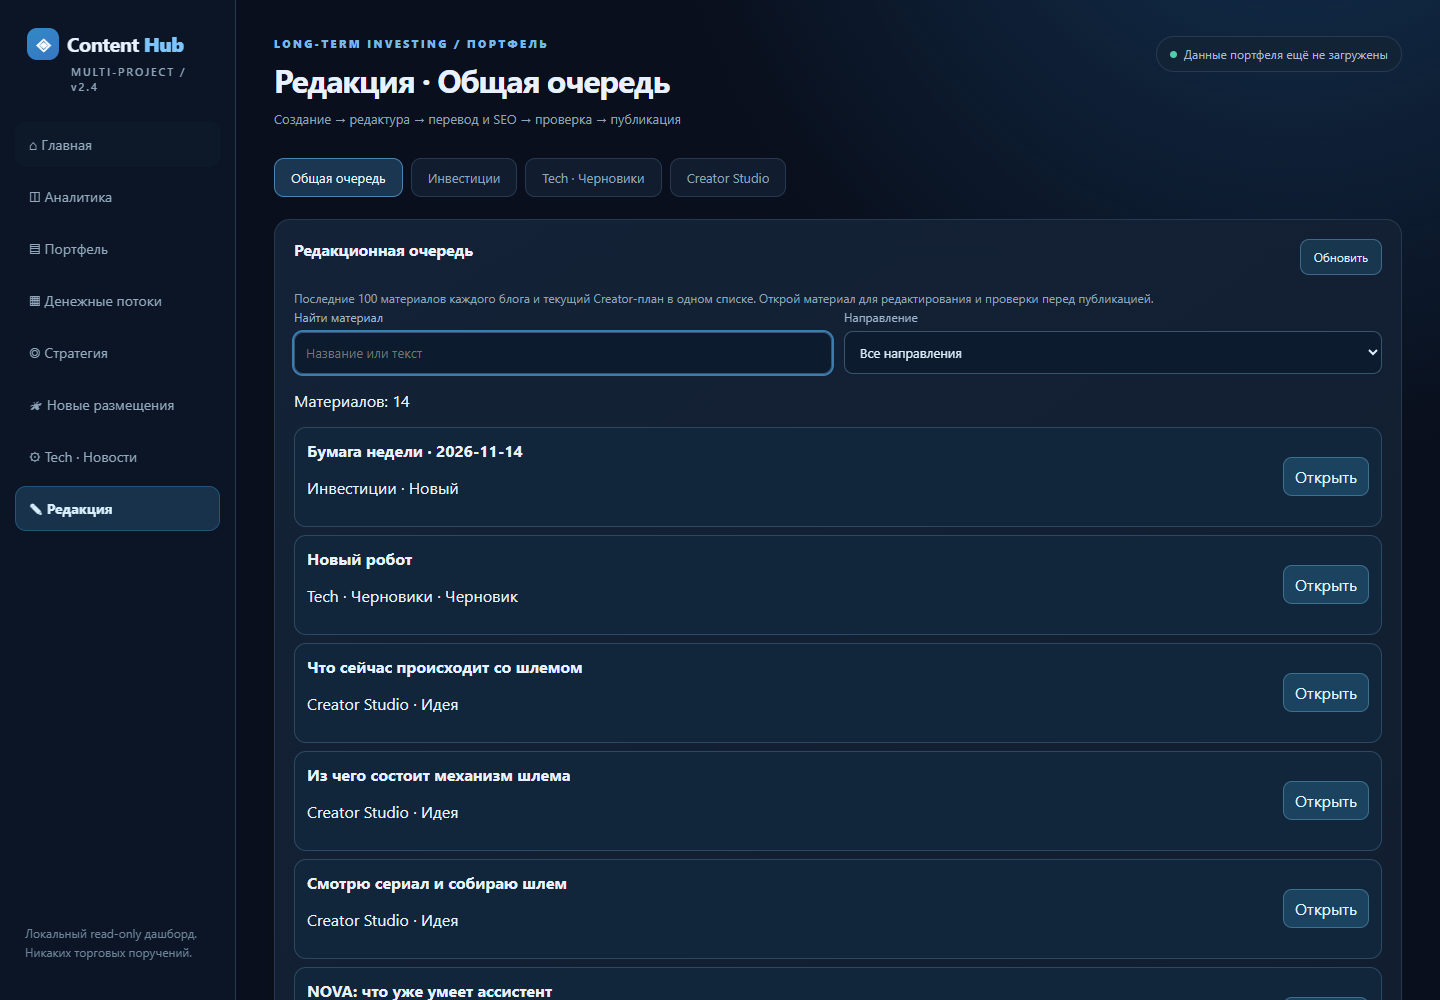 Content Hub
MULTI-PROJECT /
v2.4
Главная
Аналитика
Портфель
Денежные потоки
Стратегия
Новые размещения
Tech · Новости
Редакция
Локальный read-only дашборд.
Никаких торговых поручений.
LONG-TERM INVESTING / ПОРТФЕЛЬ
Данные портфеля ещё не загружены
Редакция · Общая очередь
Создание → редактура → перевод и SEO → проверка → публикация
Общая очередь
Инвестиции
Tech · Черновики
Creator Studio
Редакционная очередь
Обновить
Последние 100 материалов каждого блога и текущий Creator-план в одном списке. Открой материал для редактирования и проверки перед публикацией.
Найти материал
Направление
Название или текст
Все направления
Материалов: 14
Бумага недели · 2026-11-14
Инвестиции · Новый
Открыть
Новый робот
Tech · Черновики · Черновик
Открыть
Что сейчас происходит со шлемом
Creator Studio · Идея
Открыть
Из чего состоит механизм шлема
Creator Studio · Идея
Открыть
Смотрю сериал и собираю шлем
Creator Studio · Идея
Открыть
NOVA: что уже умеет ассистент